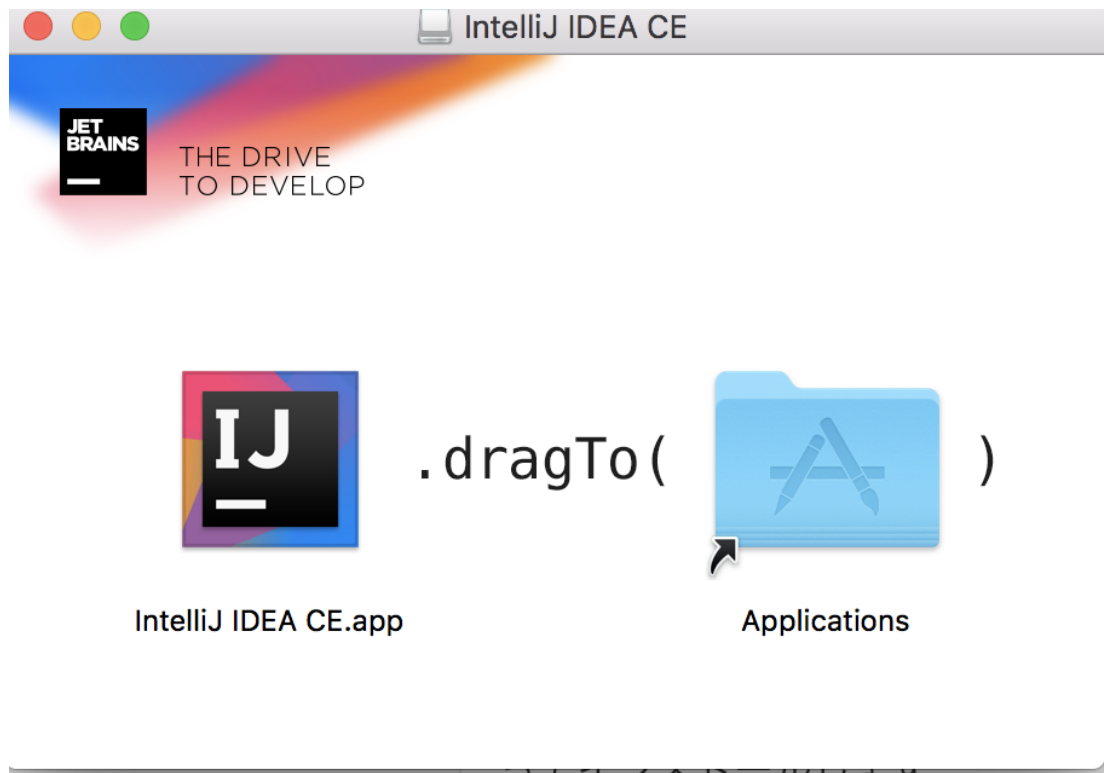 IntelliJ IDEA CE
JET
BRAINS
THE DRIVE
TO DEVELOP
IJ
.dragTo( )
IntelliJ IDEA CE.app
Applications